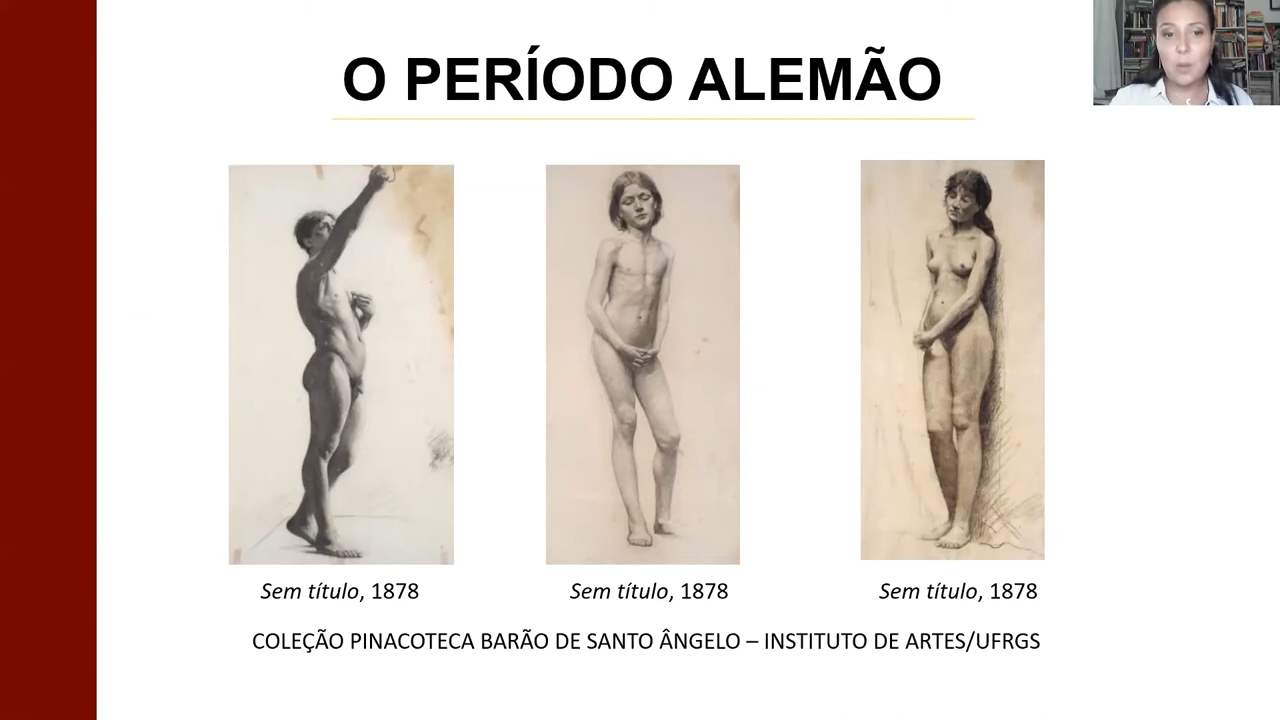 O PERÍODO ALEMÃO
Sem título, 1878
Sem título, 1878
Sem título, 1878
COLEÇÃO PINACOTECA BARÃO DE SANTO ÂNGELO – INSTITUTO DE ARTES/UFRGS